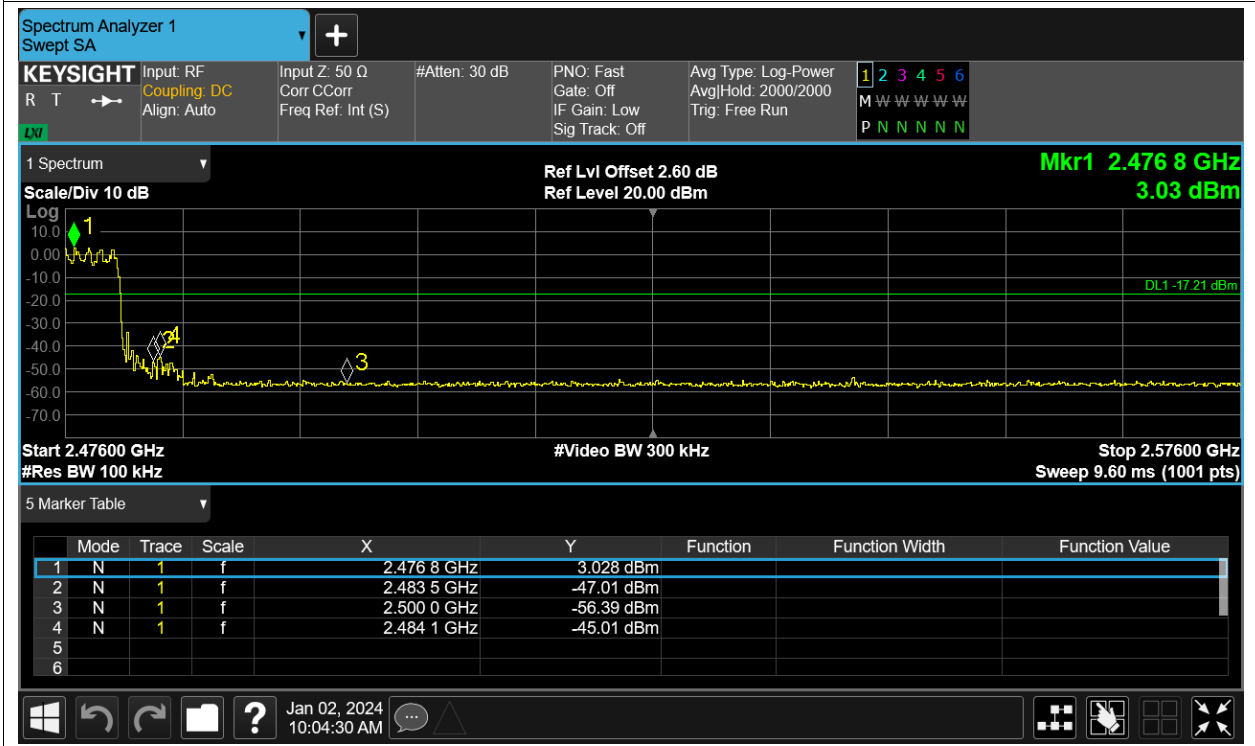 Spectrum Analyzer 1
Swept SA
+
KEYSIGHT
R T
LXI
Input: RF
Coupling: DC
Align: Auto
Input Z: 50 Ω
Corr CCorr
Freq Ref: Int (S)
#Atten: 30 dB
PNO: Fast
Gate: Off
IF Gain: Low
Sig Track: Off
Avg Type: Log-Power
Avg|Hold: 2000/2000
Trig: Free Run
1 2 3 4 5 6
M W W W W W
P N N N N N
1 Spectrum
Scale/Div 10 dB
Ref Lvl Offset 2.60 dB
Ref Level 20.00 dBm
Mkr1 2.476 8 GHz
3.03 dBm
Log
10.0
0.00
-10.0
-20.0
-30.0
-40.0
-50.0
-60.0
-70.0
1
2 4
3
DL1 -17.21 dBm
Start 2.47600 GHz
#Video BW 300 kHz
Stop 2.57600 GHz
#Res BW 100 kHz
Sweep 9.60 ms (1001 pts)
5 Marker Table
Mode Trace Scale X Y Function Function Width Function Value
1 N 1 f 2.476 8 GHz 3.028 dBm
2 N 1 f 2.483 5 GHz -47.01 dBm
3 N 1 f 2.500 0 GHz -56.39 dBm
4 N 1 f 2.484 1 GHz -45.01 dBm
5
6
?
Jan 02, 2024
10:04:30 AM